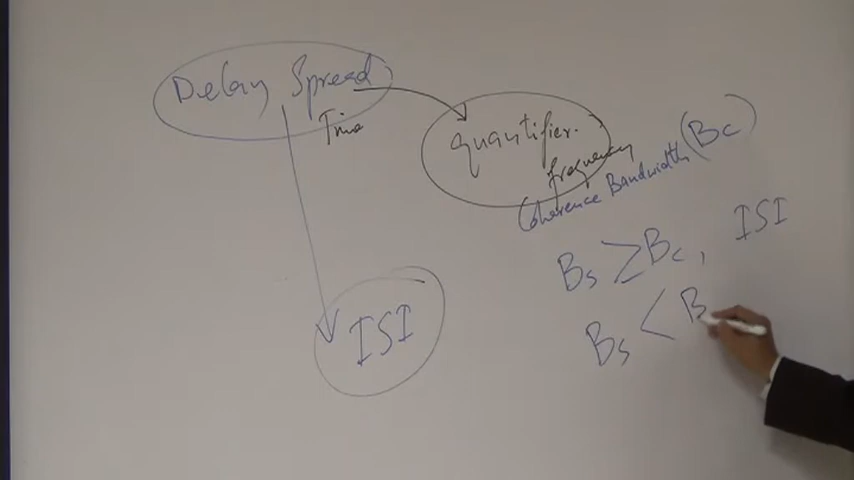 Delay Spread
Time
quantifier.
frequency
Coherence Bandwidth (Bc)
Bs ≥ Bc, ISI
Bs < B
ISI